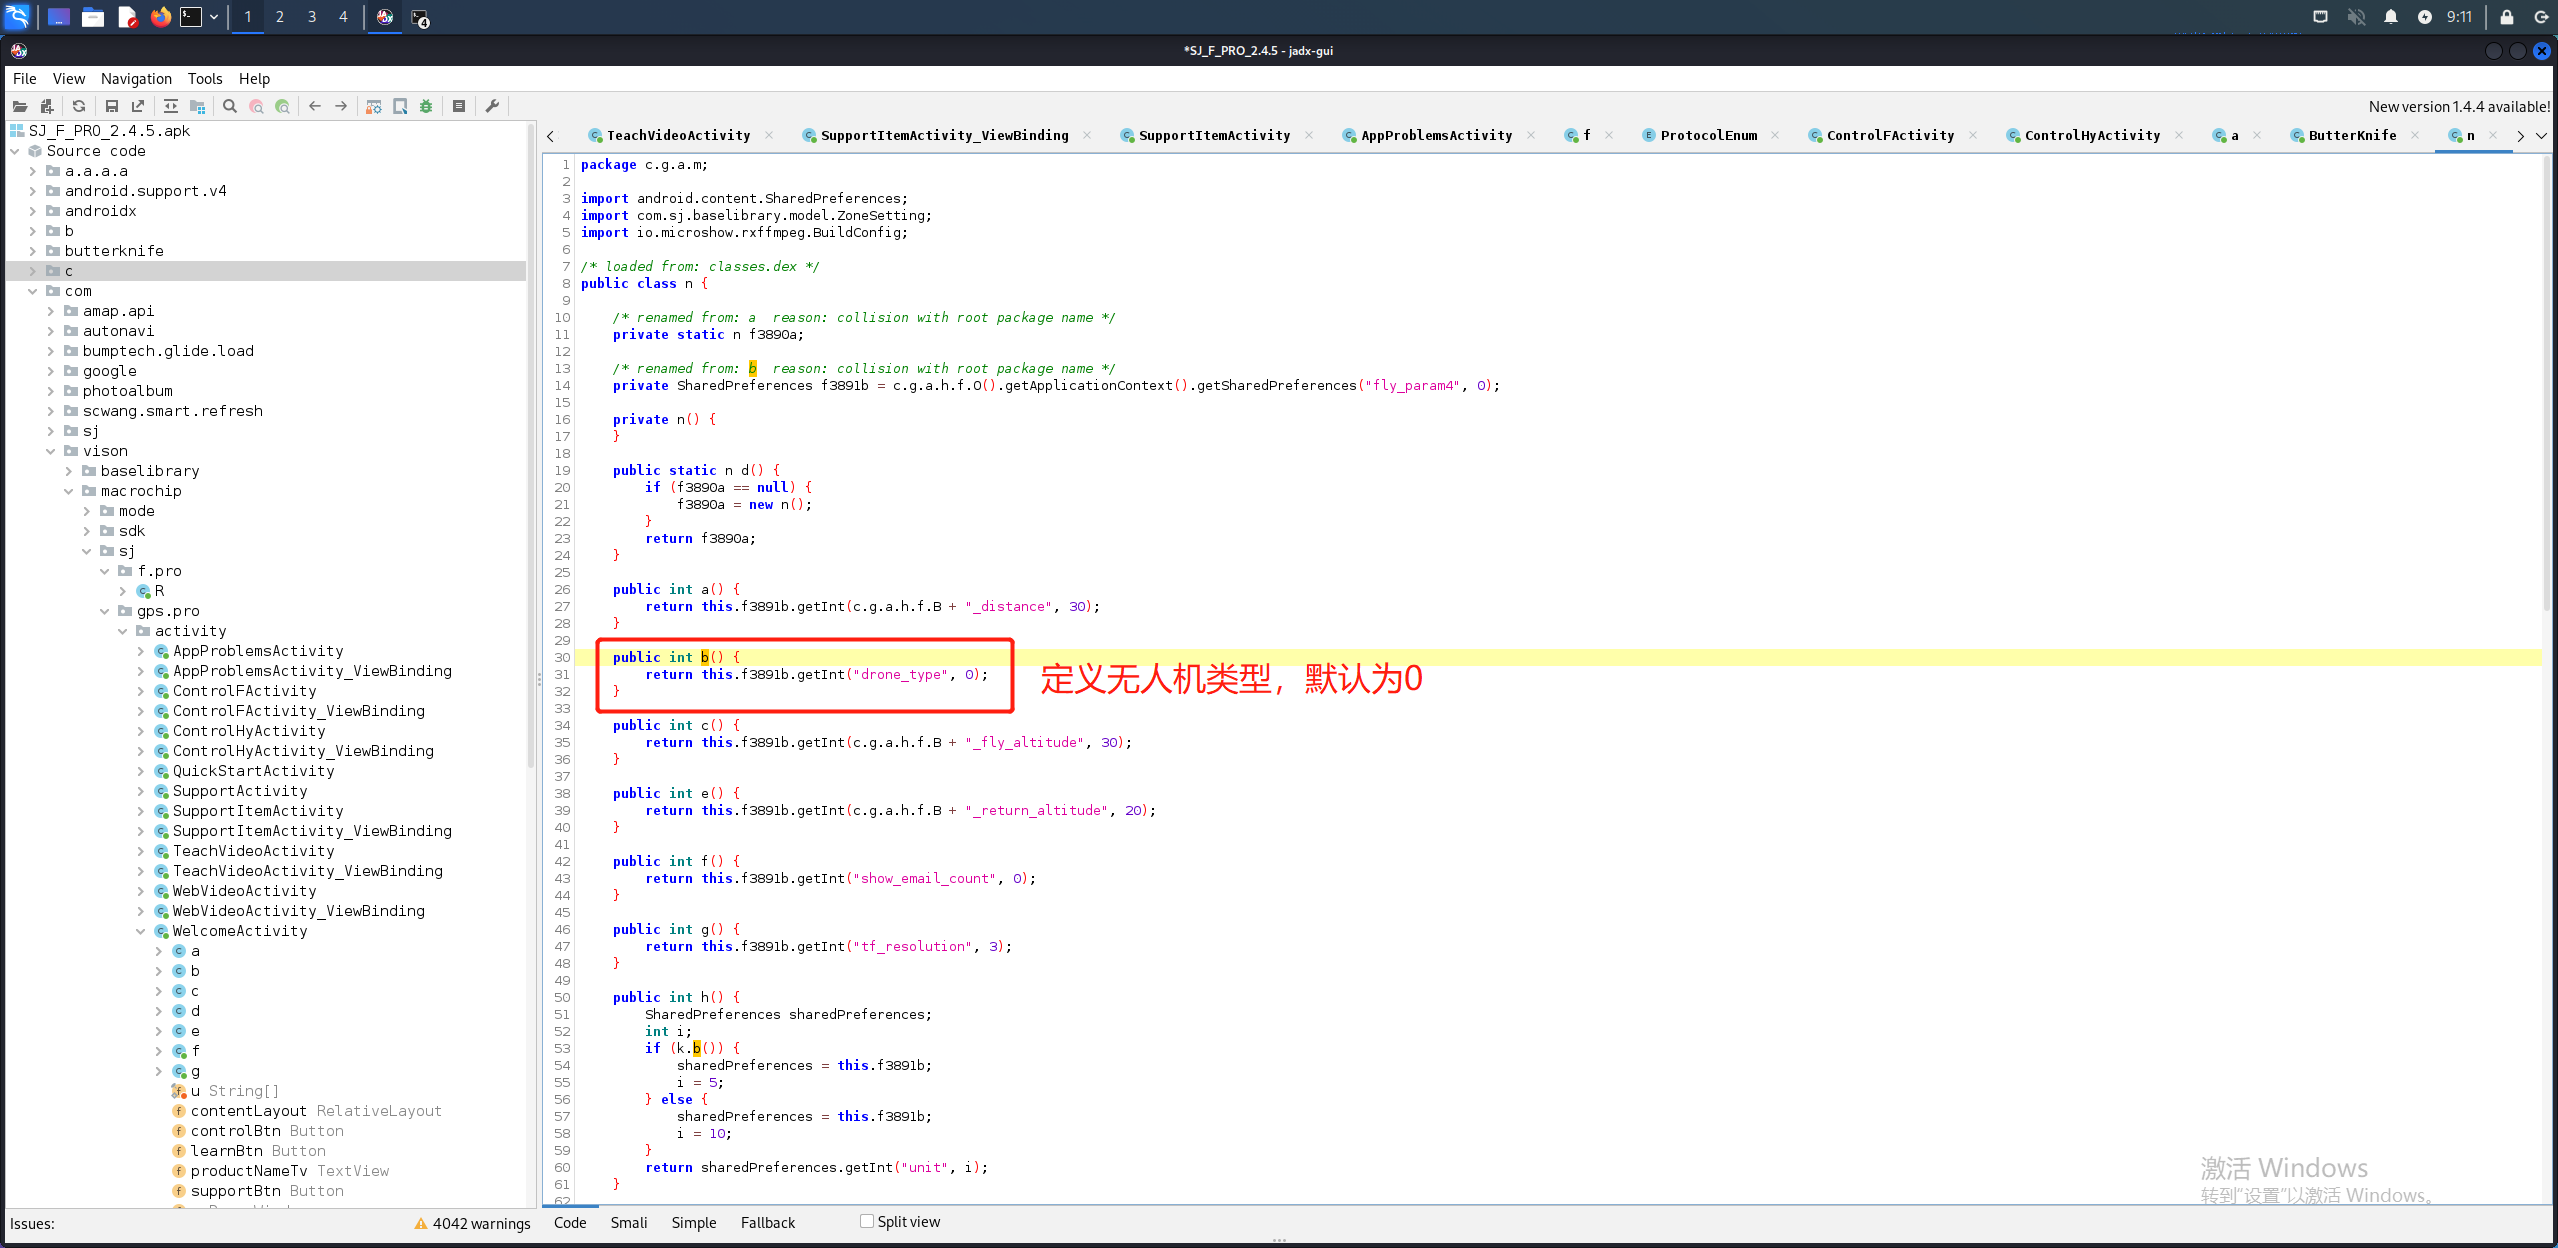 1 2 3 4 4 9:11
*SJ_F_PRO_2.4.5 - jadx-gui
File View Navigation Tools Help
New version 1.4.4 available!
SJ_F_PRO_2.4.5.apk
Source code
a.a.a.a
android.support.v4
androidx
b
butterknife
c
com
amap.api
autonavi
bumptech.glide.load
google
photoalbum
scwang.smart.refresh
sj
vison
baselibrary
macrochip
mode
sdk
sj
f.pro
R
gps.pro
activity
AppProblemsActivity
AppProblemsActivity_ViewBinding
ControlFActivity
ControlFActivity_ViewBinding
ControlHyActivity
ControlHyActivity_ViewBinding
QuickStartActivity
SupportActivity
SupportItemActivity
SupportItemActivity_ViewBinding
TeachVideoActivity
TeachVideoActivity_ViewBinding
WebVideoActivity
WebVideoActivity_ViewBinding
WelcomeActivity
a
b
c
d
e
f
g
u String[]
contentLayout RelativeLayout
controlBtn Button
learnBtn Button
productNameTv TextView
supportBtn Button
TeachVideoActivity SupportItemActivity_ViewBinding SupportItemActivity AppProblemsActivity f ProtocolEnum ControlFActivity ControlHyActivity a ButterKnife n
1 package c.g.a.m;
2
3 import android.content.SharedPreferences;
4 import com.sj.baselibrary.model.ZoneSetting;
5 import io.microshow.rxffmpeg.BuildConfig;
6
7 /* loaded from: classes.dex */
8 public class n {
9
10 /* renamed from: a  reason: collision with root package name */
11 private static n f3890a;
12
13 /* renamed from: b  reason: collision with root package name */
14 private SharedPreferences f3891b = c.g.a.h.f.O().getApplicationContext().getSharedPreferences("fly_param4", 0);
15
16 private n() {
17 }
18
19 public static n d() {
20 if (f3890a == null) {
21 f3890a = new n();
22 }
23 return f3890a;
24 }
25
26 public int a() {
27 return this.f3891b.getInt(c.g.a.h.f.B + "_distance", 30);
28 }
29
30 public int b() {
31 return this.f3891b.getInt("drone_type", 0);
32 }
定义无人机类型，默认为0
33
34 public int c() {
35 return this.f3891b.getInt(c.g.a.h.f.B + "_fly_altitude", 30);
36 }
37
38 public int e() {
39 return this.f3891b.getInt(c.g.a.h.f.B + "_return_altitude", 20);
40 }
41
42 public int f() {
43 return this.f3891b.getInt("show_email_count", 0);
44 }
45
46 public int g() {
47 return this.f3891b.getInt("tf_resolution", 3);
48 }
49
50 public int h() {
51 SharedPreferences sharedPreferences;
52 int i;
53 if (k.b()) {
54 sharedPreferences = this.f3891b;
55 i = 5;
56 } else {
57 sharedPreferences = this.f3891b;
58 i = 10;
59 }
60 return sharedPreferences.getInt("unit", i);
61 }
62
激活 Windows
转到“设置”以激活 Windows。
Issues: 4042 warnings Code Smali Simple Fallback Split view